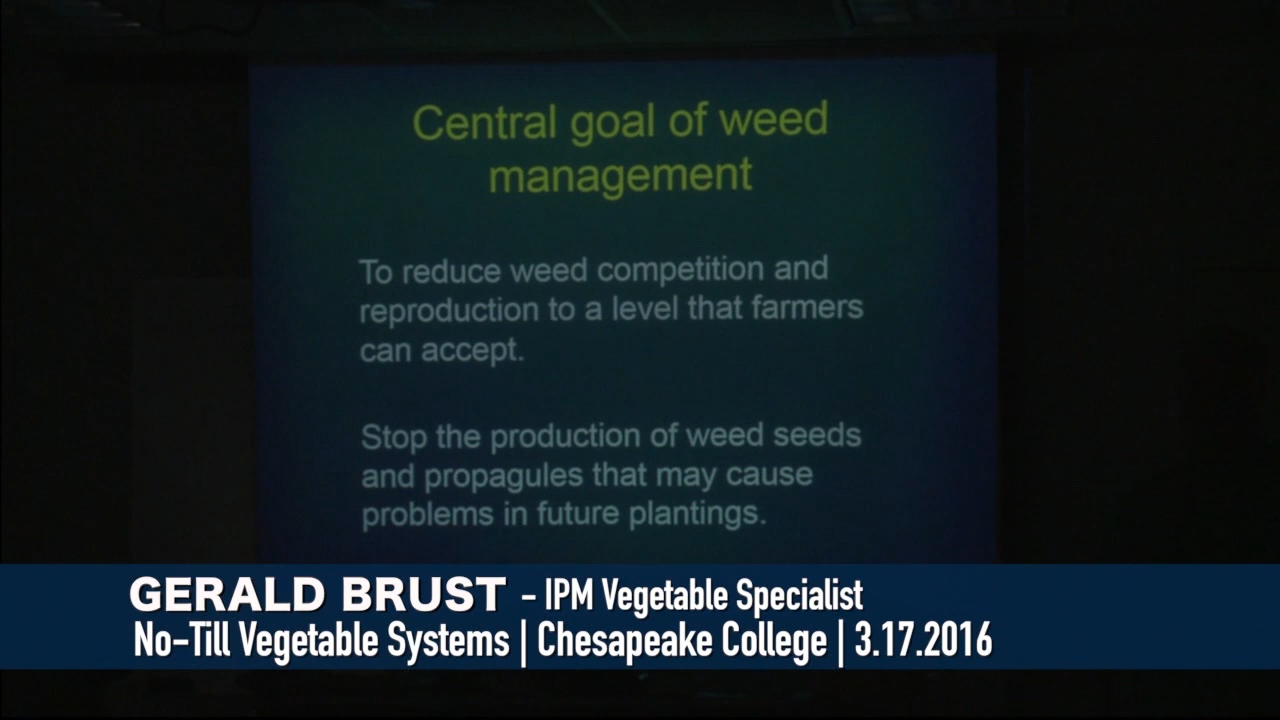 Central goal of weed
management
To reduce weed competition and
reproduction to a level that farmers
can accept.
Stop the production of weed seeds
and propagules that may cause
problems in future plantings.
GERALD BRUST - IPM Vegetable Specialist
No-Till Vegetable Systems | Chesapeake College | 3.17.2016